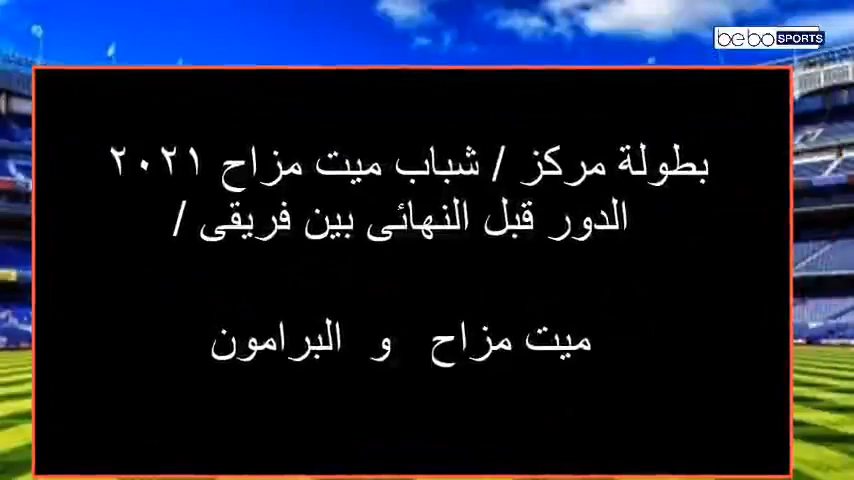 bebo SPORTS
بطولة مركز / شباب ميت مزاح ٢٠٢١
الدور قبل النهائى بين فريقى /
ميت مزاح و البرامون